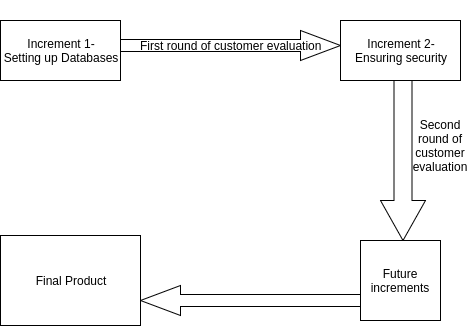 Increment 1-
Setting up Databases
First round of customer evaluation
Increment 2-
Ensuring security
Second
round of
customer
evaluation
Future
increments
Final Product